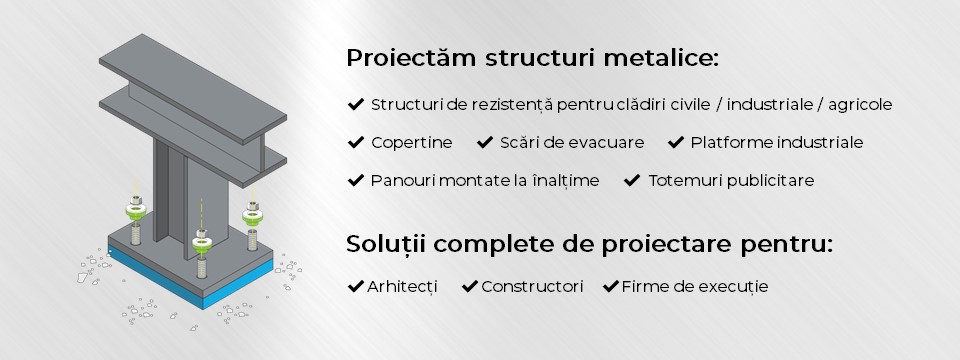 Proiectăm structuri metalice:
Structuri de rezistență pentru clădiri civile / industriale / agricole
Copertine Scări de evacuare Platforme industriale
Panouri montate la înalțime Totemuri publicitare
Soluții complete de proiectare pentru:
Arhitecți Constructori Firme de execuție